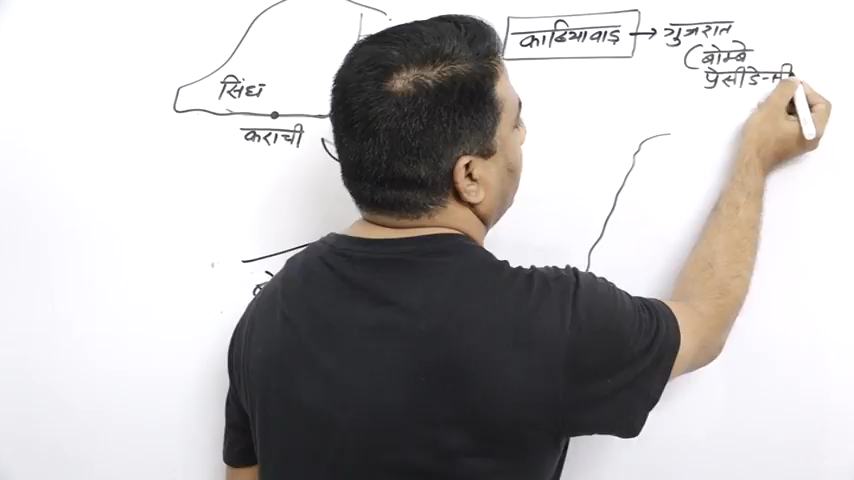 काठियावाड़ → गुजरात
(बोम्बे
प्रेसीडेन्सी
सिंध
कराची